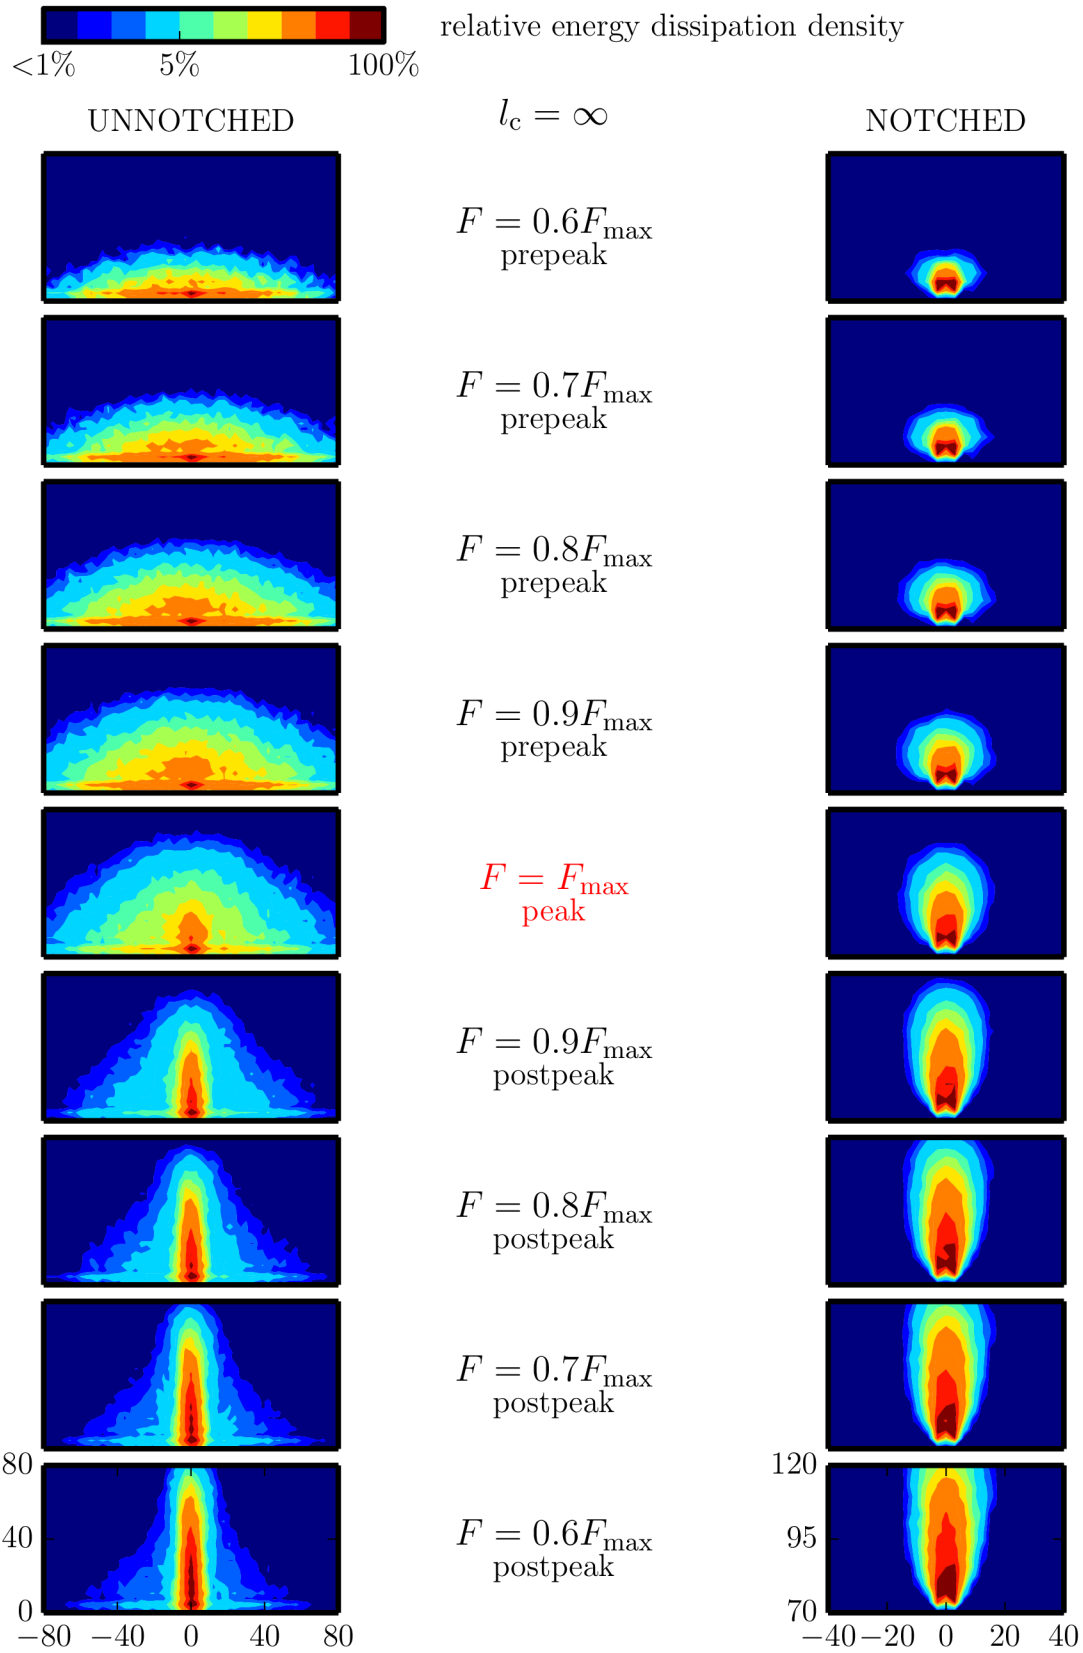 relative energy dissipation density
<1% 5% 100%
UNNOTCHED l_c = ∞ NOTCHED
F = 0.6F_max
prepeak
F = 0.7F_max
prepeak
F = 0.8F_max
prepeak
F = 0.9F_max
prepeak
F = F_max
peak
F = 0.9F_max
postpeak
F = 0.8F_max
postpeak
F = 0.7F_max
postpeak
80 120
F = 0.6F_max
40 95
postpeak
0 70
−80 −40 0 40 80 −40 −20 0 20 40